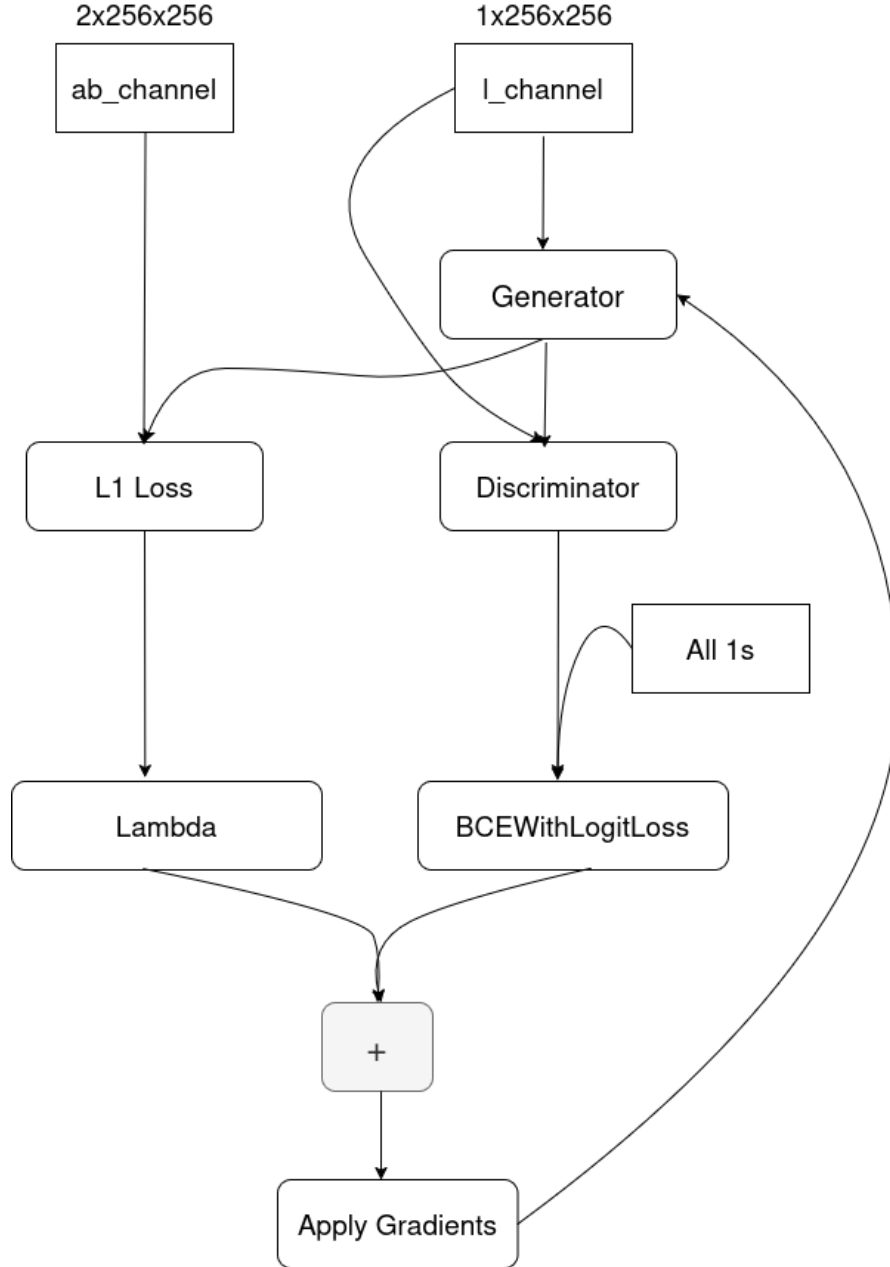 2x256x256
1x256x256
ab_channel
l_channel
Generator
L1 Loss
Discriminator
All 1s
Lambda
BCEWithLogitLoss
+
Apply Gradients